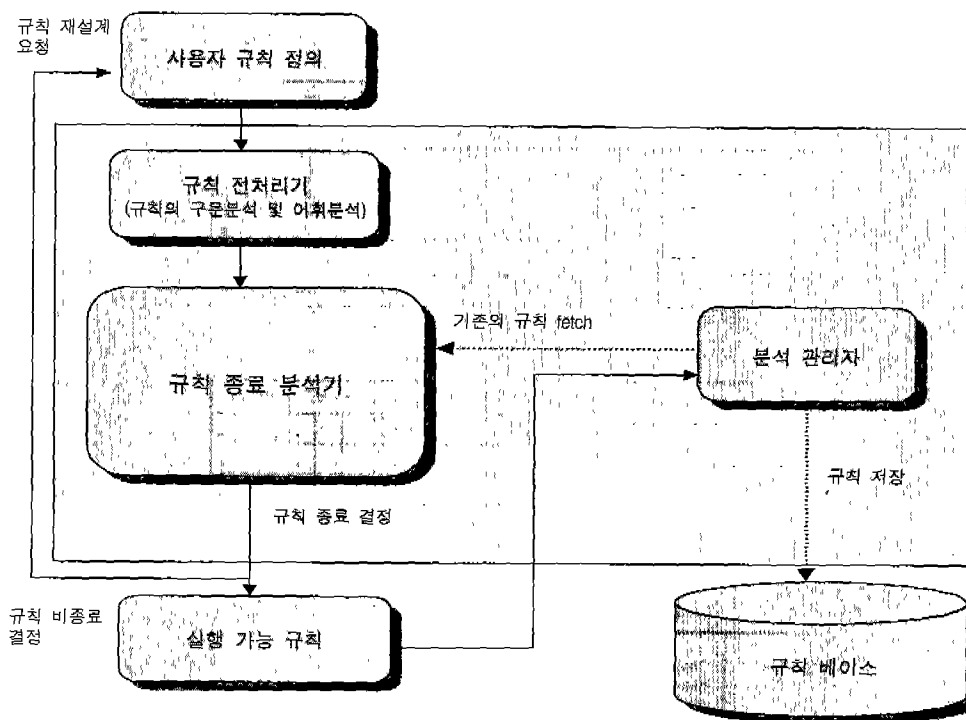 규칙 재설계
요청
사용자 규칙 정의
규칙 전처리기
(규칙의 구문분석 및 어휘분석)
기존의 규칙 fetch
분석 관리자
규칙 종료 분석기
규칙 저장
규칙 종료 결정
규칙 비종료
결정
실행 가능 규칙
규칙 베이스